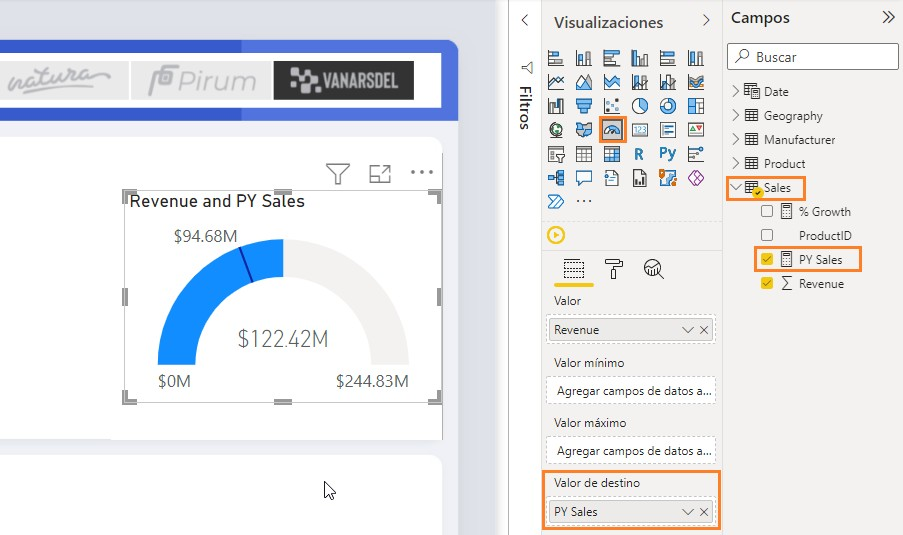 natura
Pirum
VANARSDEL
Revenue and PY Sales
$94.68M
$122.42M
$0M
$244.83M
Filtros
Visualizaciones
123
R
Py
Valor
Revenue
Valor mínimo
Agregar campos de datos a...
Valor máximo
Agregar campos de datos a...
Valor de destino
PY Sales
Campos
Buscar
Date
Geography
Manufacturer
Product
Sales
% Growth
ProductID
PY Sales
Revenue